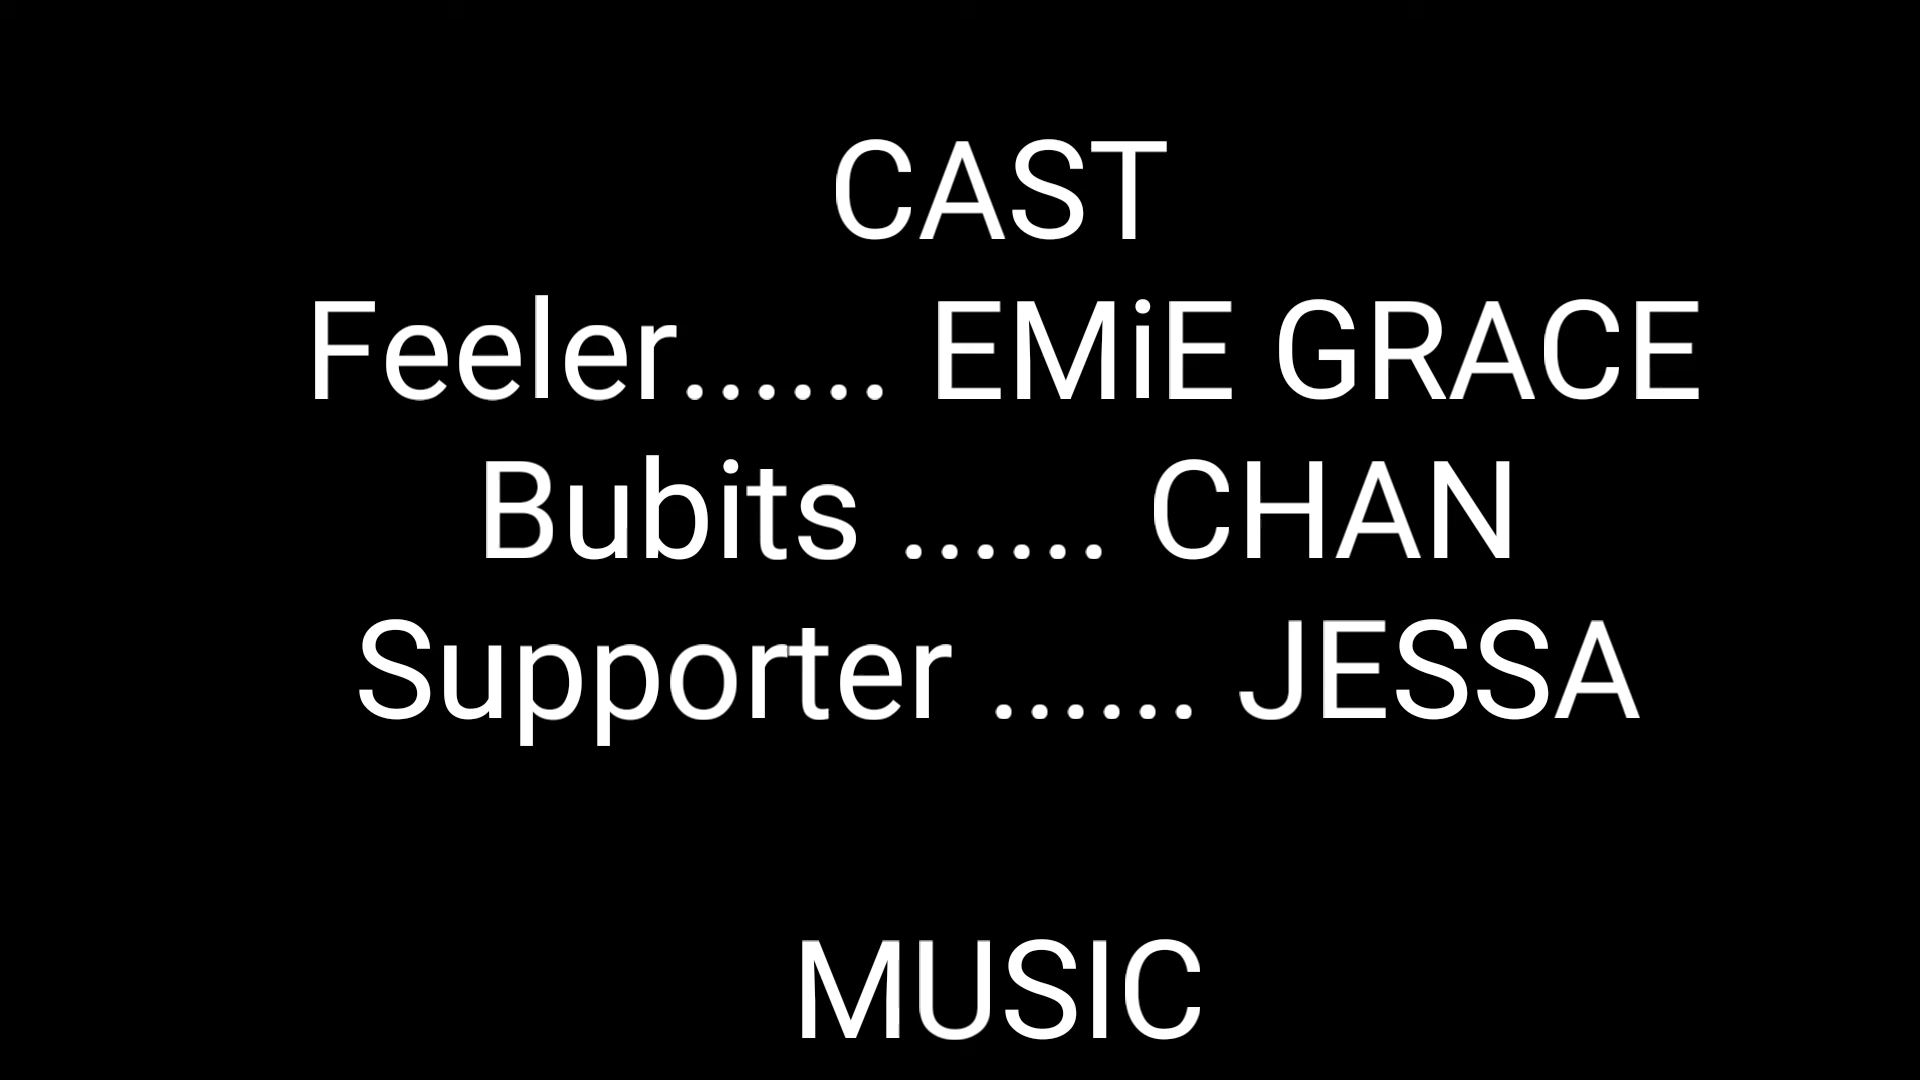 CAST
Feeler...... EMiE GRACE
Bubits ...... CHAN
Supporter ...... JESSA
MUSIC